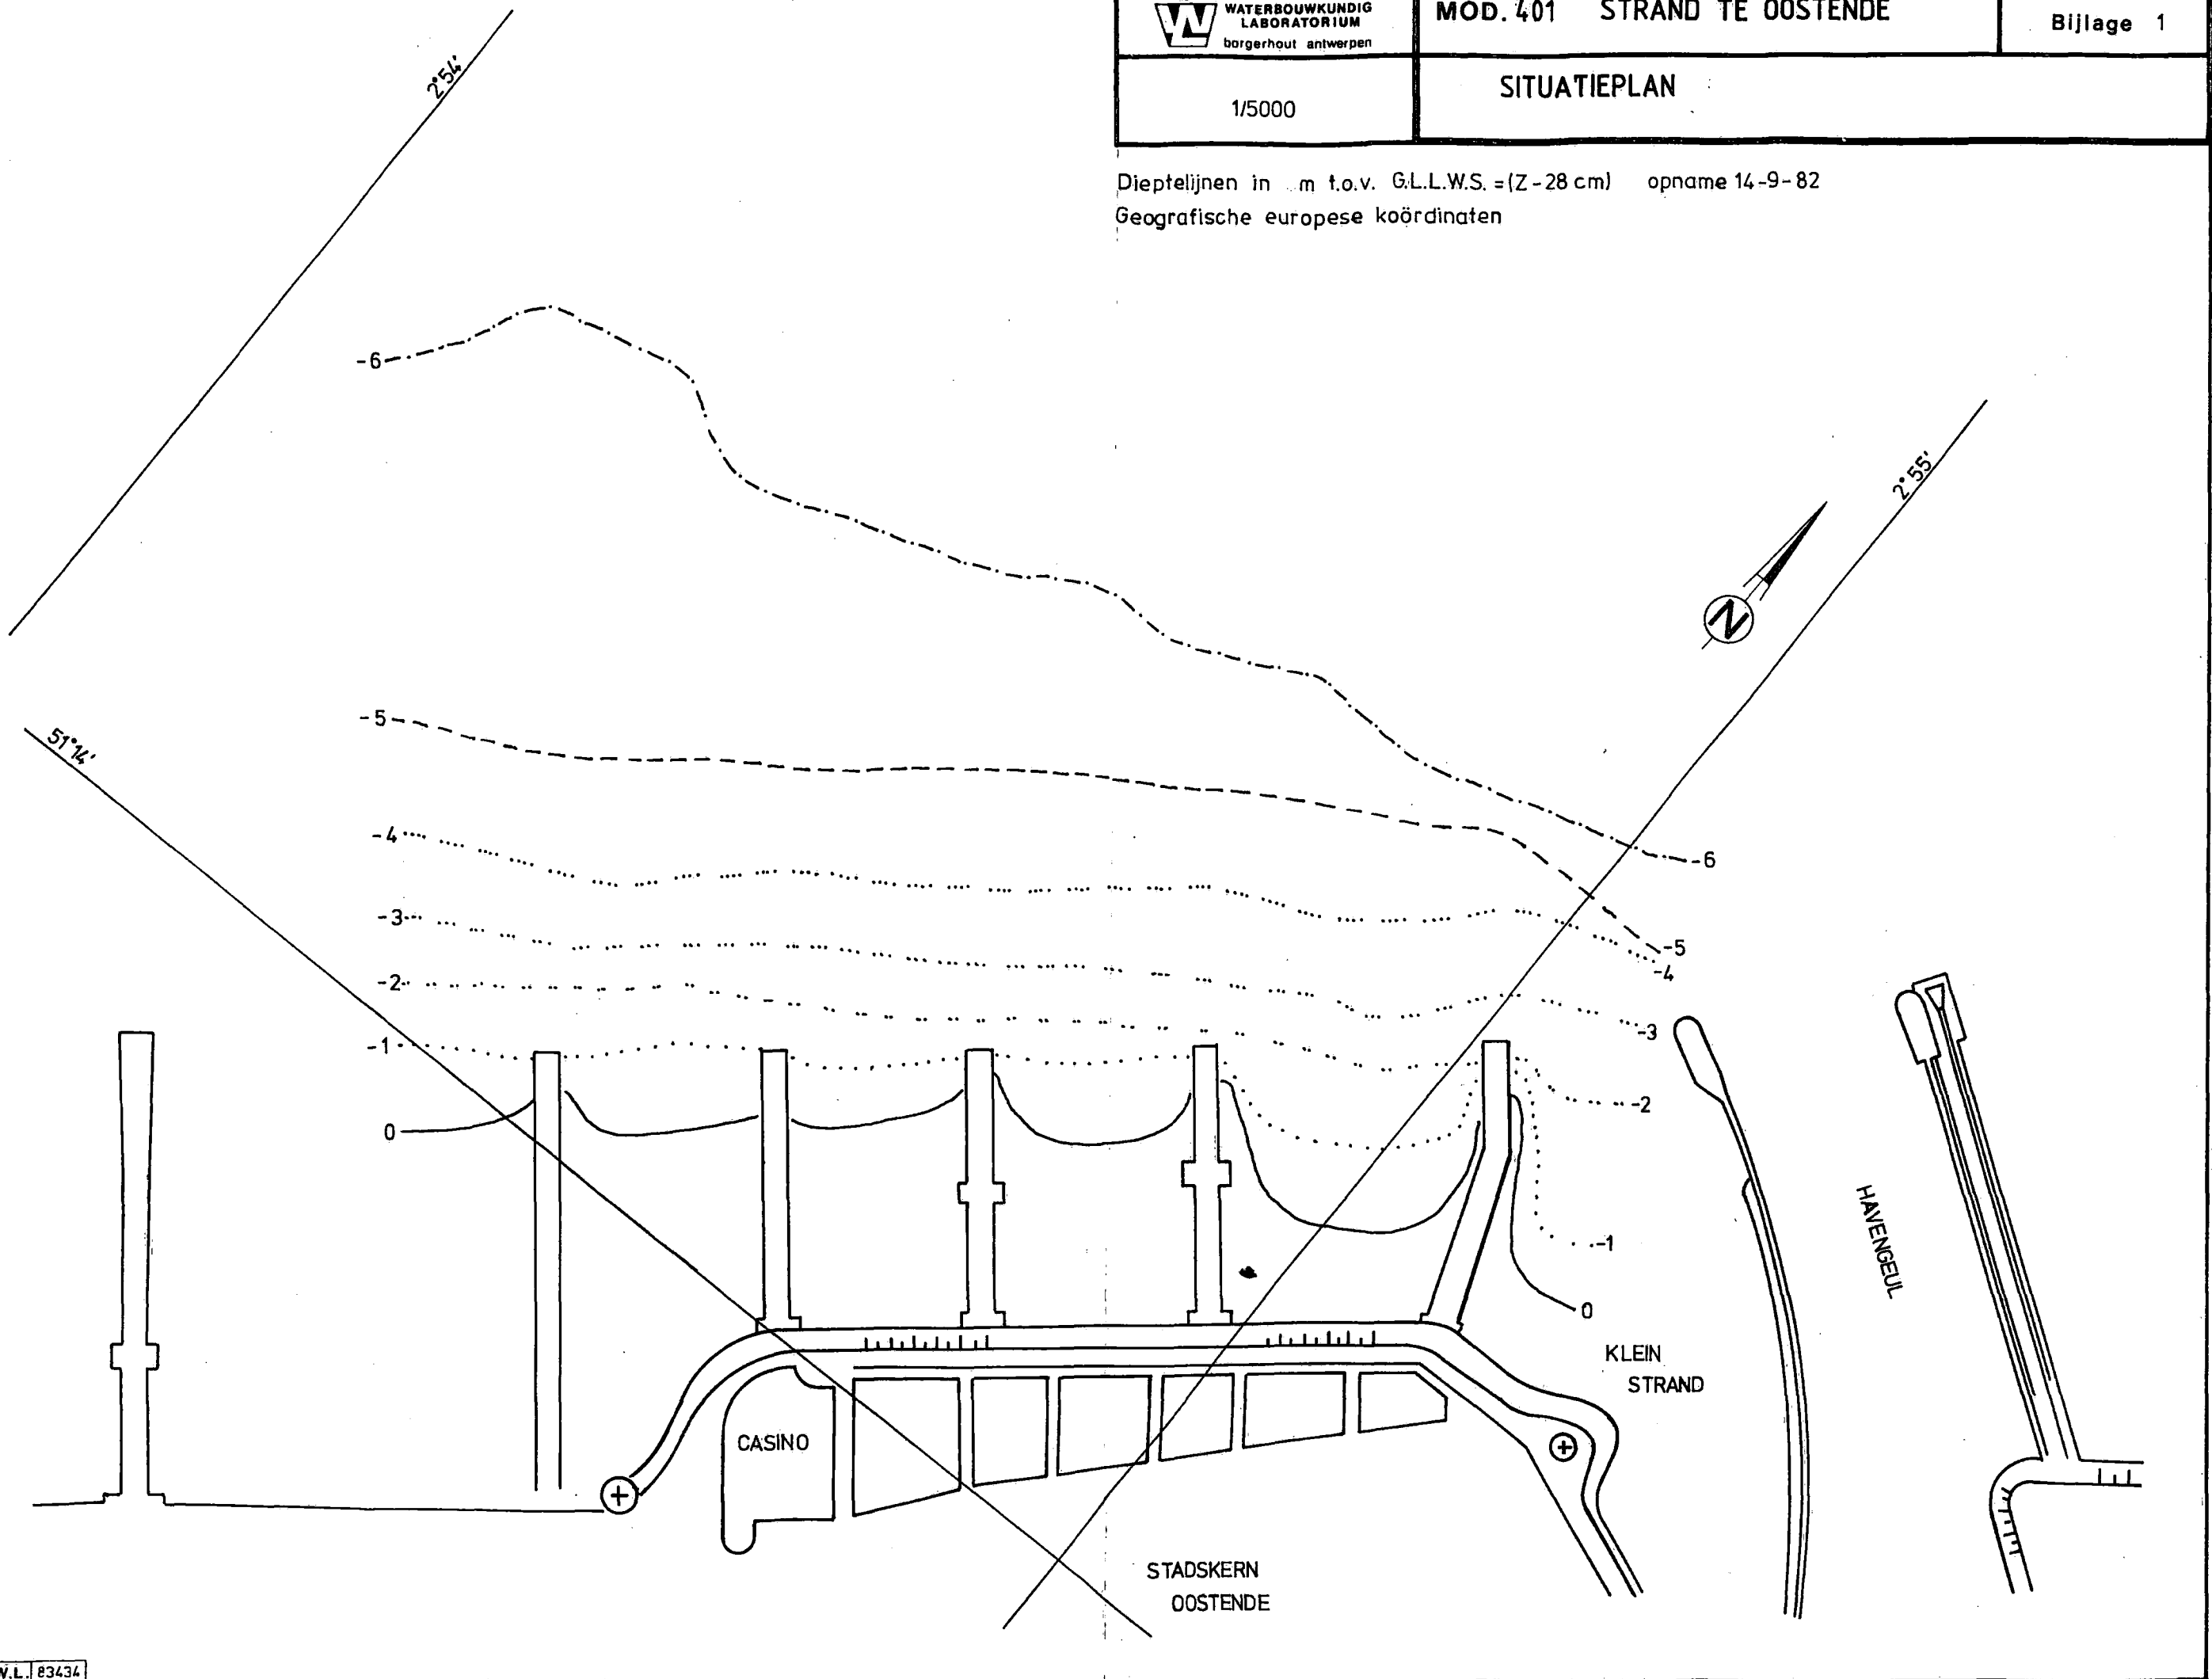 WATERBOUWKUNDIG
LABORATORIUM
borgerhout antwerpen
MOD. 401 STRAND TE OOSTENDE
Bijlage 1
1/5000
SITUATIEPLAN
Dieptelijnen in m t.o.v. G.L.L.W.S. =(Z-28 cm) opname 14-9-82
Geografische europese koördinaten
2°54'
-6
2°55'
N
-5
51°14'
-4
-6
-3
-5
-4
-2
-3
-1
-2
0
HAVENGEUL
-1
0
KLEIN
STRAND
CASINO
STADSKERN
OOSTENDE
W.L. 83434